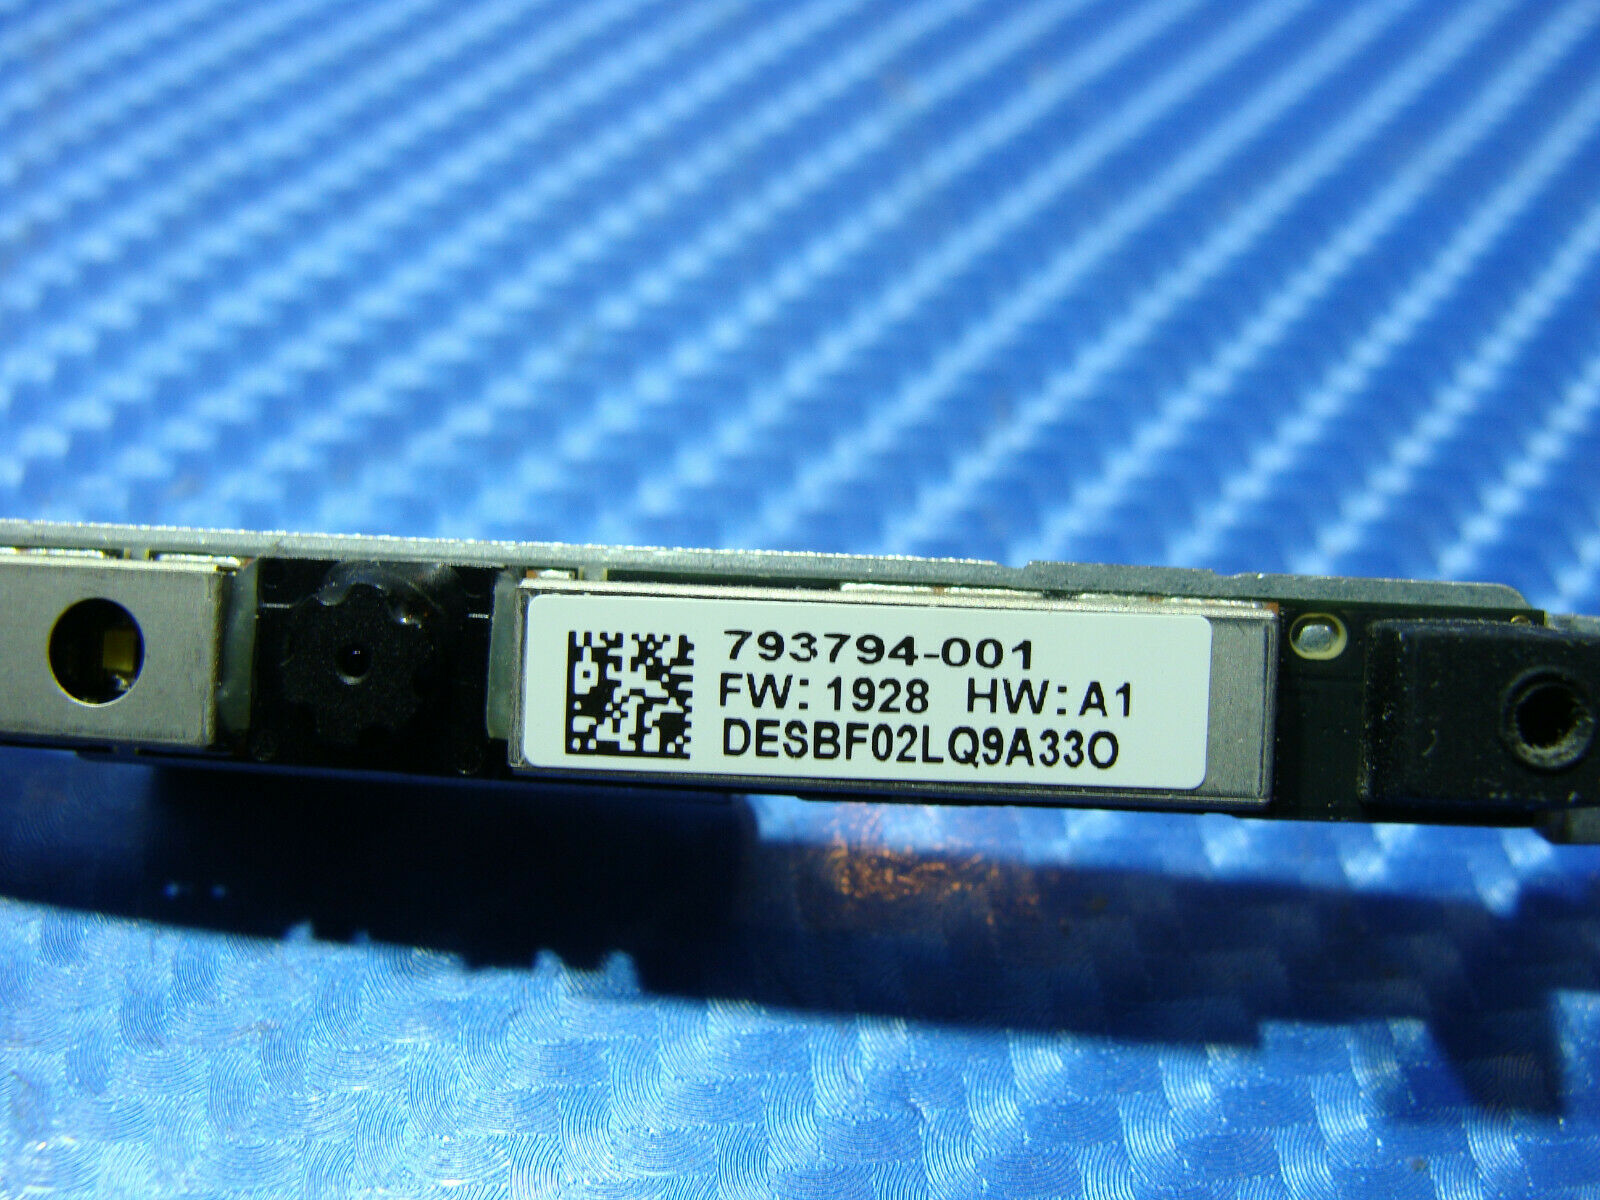 793794-001
FW: 1928 HW: A1
DESBF02LQ9A33O